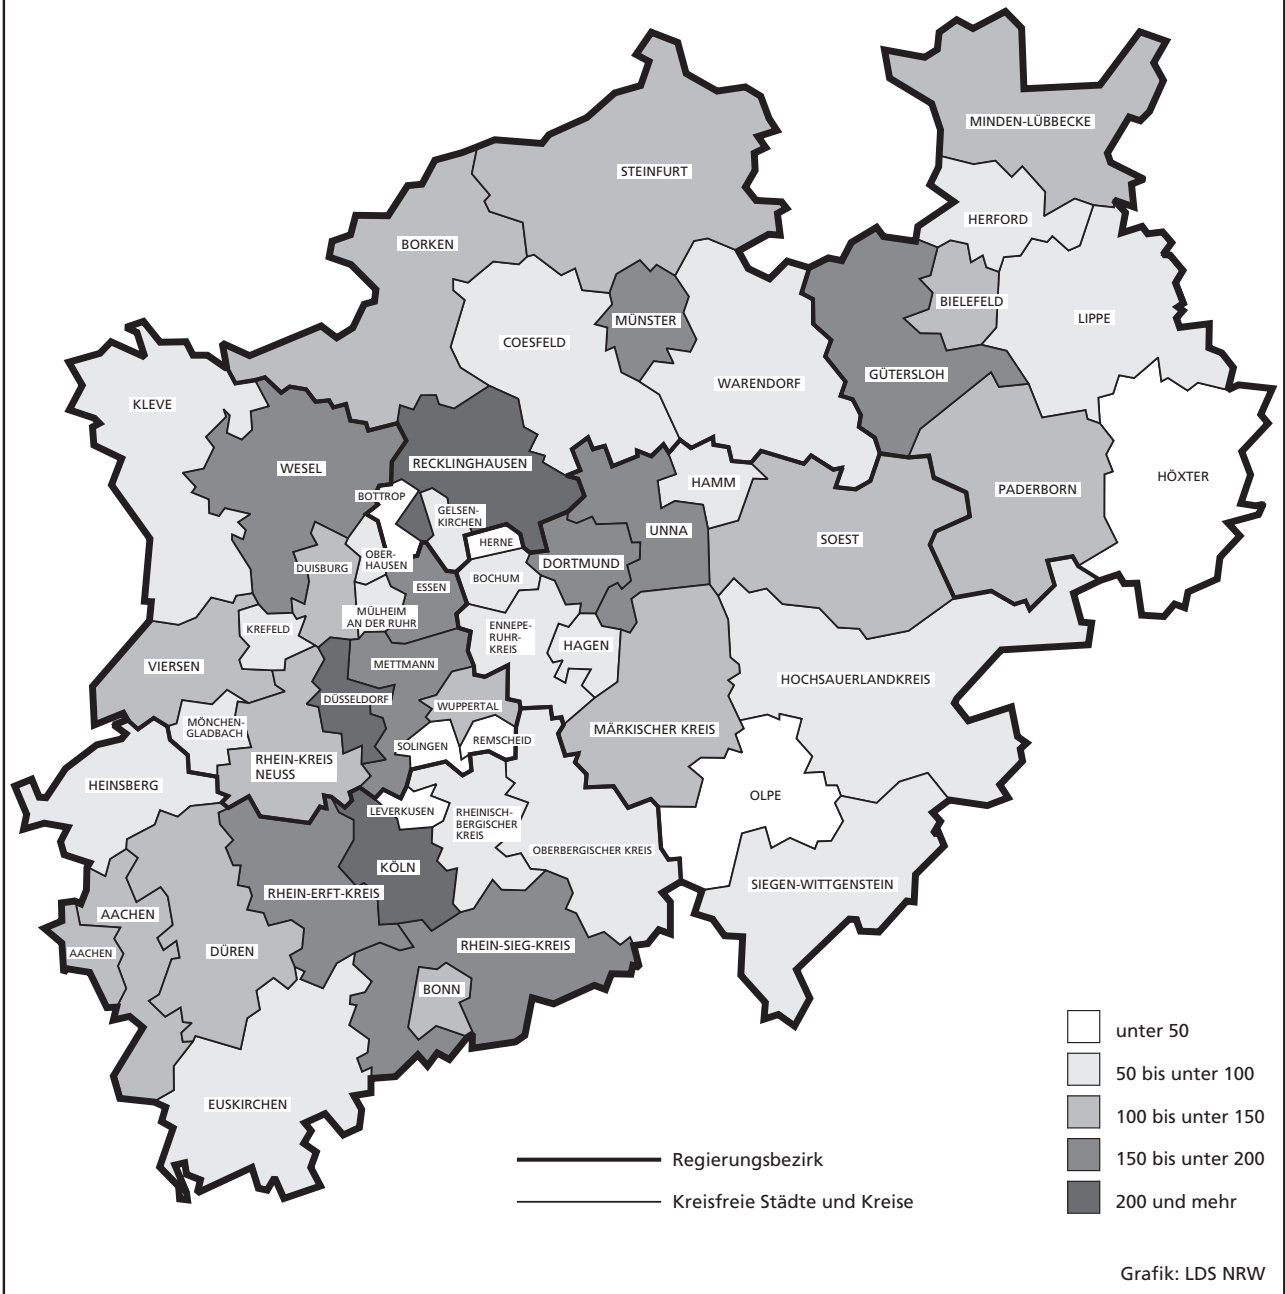 MINDEN-LÜBBECKE
STEINFURT
HERFORD
BORKEN
BIELEFELD
LIPPE
MÜNSTER
COESFELD
GÜTERSLOH
WARENDORF
KLEVE
RECKLINGHAUSEN
WESEL
HÖXTER
HAMM
PADERBORN
BOTTROP
GELSEN-
KIRCHEN
UNNA
SOEST
HERNE
OBER-
HAUSEN
DORTMUND
DUISBURG
BOCHUM
ESSEN
MÜLHEIM
AN DER RUHR
KREFELD
ENNEPE-
RUHR-
KREIS
HAGEN
VIERSEN
METTMANN
HOCHSAUERLANDKREIS
DÜSSELDORF
WUPPERTAL
MÖNCHEN-
GLADBACH
MÄRKISCHER KREIS
SOLINGEN
REMSCHEID
RHEIN-KREIS
NEUSS
HEINSBERG
OLPE
LEVERKUSEN
RHEINISCH-
BERGISCHER
KREIS
OBERBERGISCHER KREIS
KÖLN
SIEGEN-WITTGENSTEIN
RHEIN-ERFT-KREIS
AACHEN
RHEIN-SIEG-KREIS
AACHEN
DÜREN
BONN
EUSKIRCHEN
unter 50
50 bis unter 100
100 bis unter 150
150 bis unter 200
200 und mehr
Regierungsbezirk
Kreisfreie Städte und Kreise
Grafik: LDS NRW